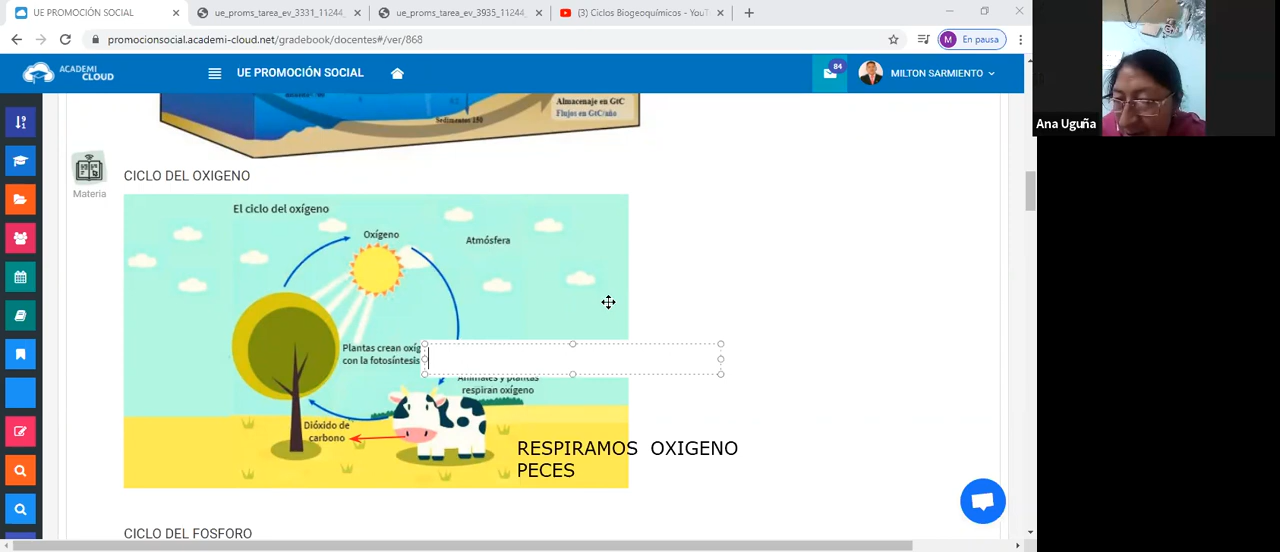 UE PROMOCIÓN SOCIAL
ue_proms_tarea_ev_3331_11244_
ue_proms_tarea_ev_3935_11244_
(3) Ciclos Biogeoquímicos - YouT
promocionsocial.academi-cloud.net/gradebook/docentes#/ver/868
M
En pausa
ACADEMI
CLOUD
UE PROMOCIÓN SOCIAL
84
MILTON SARMIENTO
Ana Uguña
Almacenaje en GtC
Flujos en GtC/año
Sedimentos 150
Materia
CICLO DEL OXIGENO
El ciclo del oxígeno
Oxígeno
Atmósfera
Plantas crean oxíg
con la fotosíntesis
Animales y plantas
respiran oxígeno
Dióxido de
carbono
RESPIRAMOS OXIGENO
PECES
CICLO DEL FOSFORO